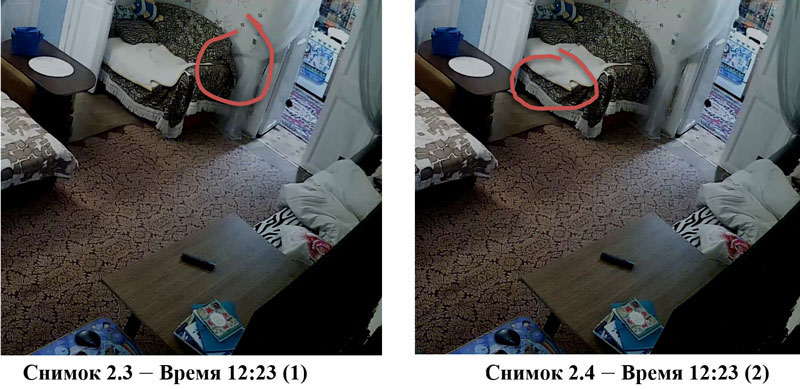 Снимок 2.3 – Время 12:23 (1)
Снимок 2.4 – Время 12:23 (2)